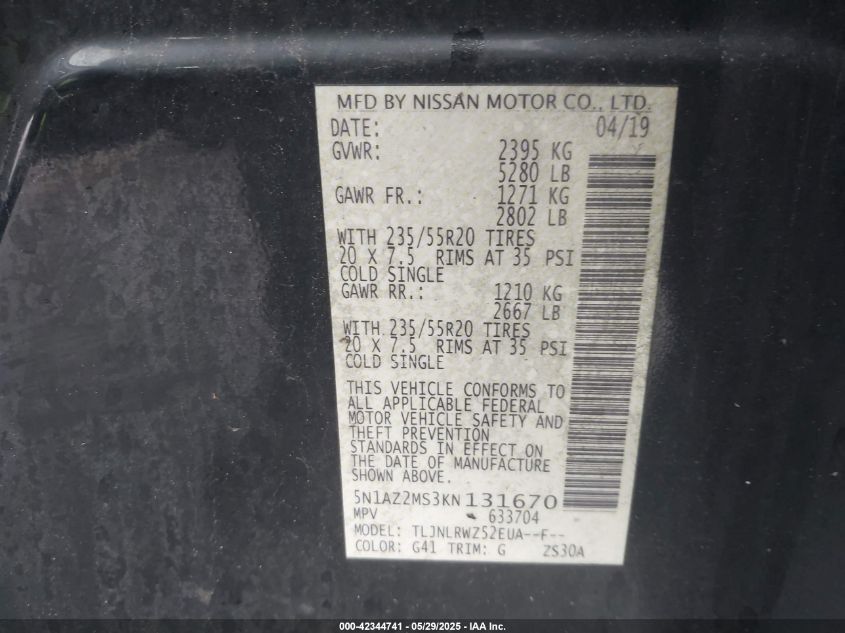 MFD BY NISSAN MOTOR CO., LTD.
DATE: 04/19
GVWR: 2395 KG
5280 LB
GAWR FR.: 1271 KG
2802 LB
WITH 235/55R20 TIRES
20 X 7.5 RIMS AT 35 PSI
COLD SINGLE
GAWR RR.: 1210 KG
2667 LB
WITH 235/55R20 TIRES
20 X 7.5 RIMS AT 35 PSI
COLD SINGLE
THIS VEHICLE CONFORMS TO
ALL APPLICABLE FEDERAL
MOTOR VEHICLE SAFETY AND
THEFT PREVENTION
STANDARDS IN EFFECT ON
THE DATE OF MANUFACTURE
SHOWN ABOVE.
5N1AZ2MS3KN131670
MPV 633704
MODEL: TLJNLRWZ52EUA--F--
COLOR: G41 TRIM: G ZS30A
000-42344741 - 05/29/2025 - IAA Inc.